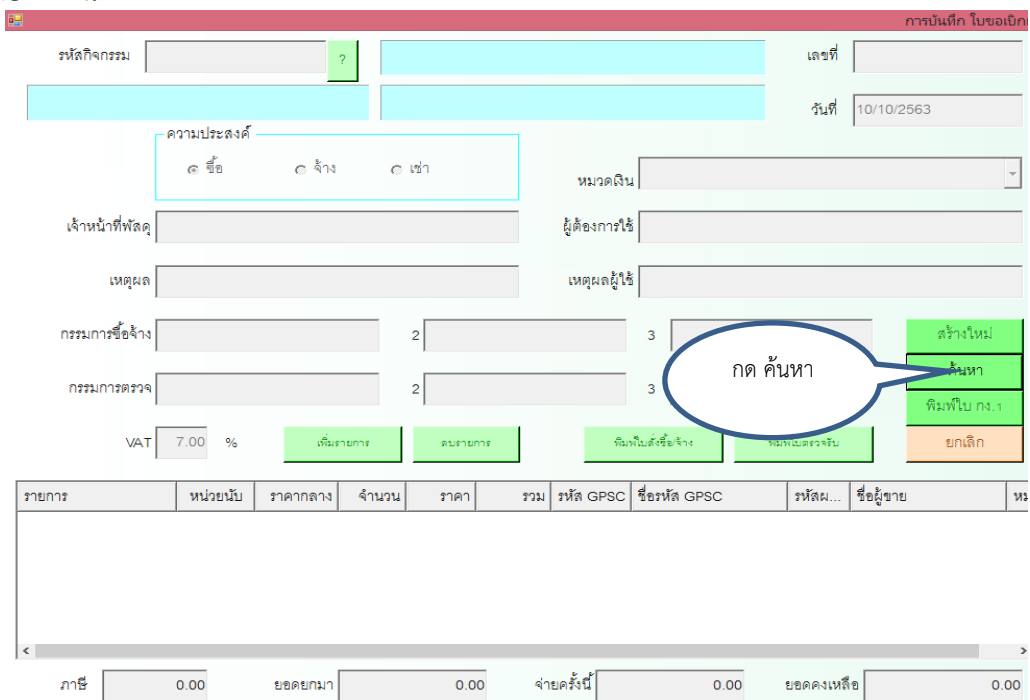 การบันทึก ใบขอเบิก
รหัสกิจกรรม ? เลขที่
วันที่ 10/10/2563
ความประสงค์
ซื้อ จ้าง เช่า
หมวดเงิน
เจ้าหน้าที่พัสดุ ผู้ต้องการใช้
เหตุผล เหตุผลผู้ใช้
กรรมการซื้อจ้าง 2 3 สร้างใหม่
กด ค้นหา
ค้นหา
กรรมการตรวจ 2 3
พิมพ์ใบ กง.1
VAT 7.00 % เพิ่มรายการ ลบรายการ พิมพ์ใบสั่งซื้อ/จ้าง พิมพ์ใบตรวจรับ ยกเลิก
รายการ หน่วยนับ ราคากลาง จำนวน ราคา รวม รหัส GPSC ชื่อรหัส GPSC รหัสผ... ชื่อผู้ขาย หม
ภาษี 0.00 ยอดยกมา 0.00 จ่ายครั้งนี้ 0.00 ยอดคงเหลือ 0.00